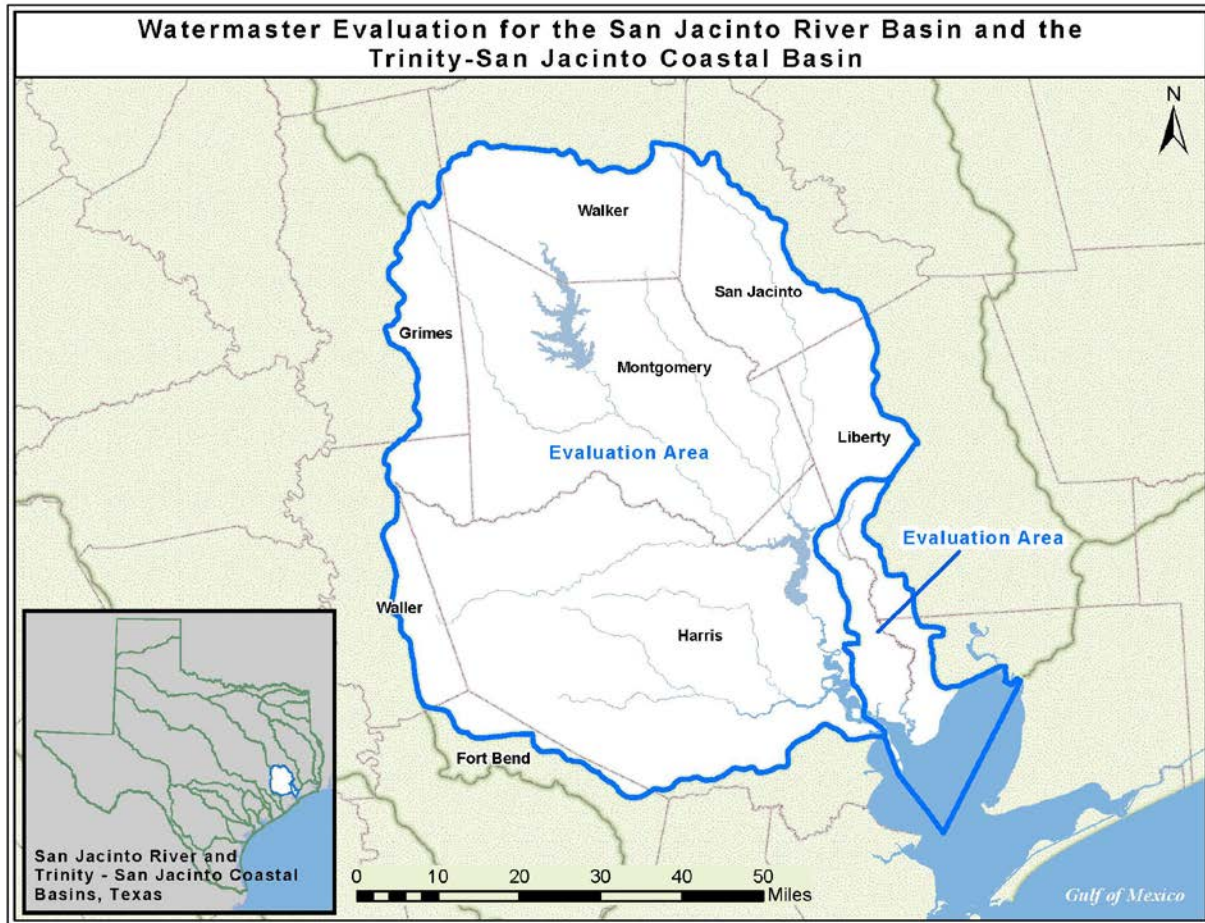 Watermaster Evaluation for the San Jacinto River Basin and the
Trinity-San Jacinto Coastal Basin
N
Walker
San Jacinto
Grimes
Montgomery
Liberty
Evaluation Area
Evaluation Area
Waller
Harris
Fort Bend
San Jacinto River and
Trinity - San Jacinto Coastal
Basins, Texas
0 10 20 30 40 50
Miles
Gulf of Mexico